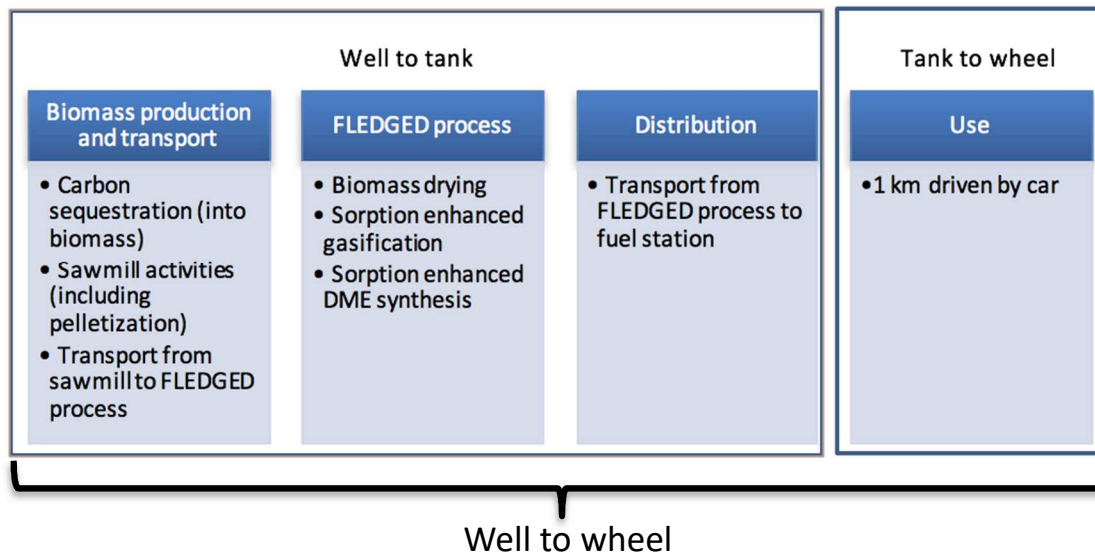 Well to tank
Tank to wheel
Biomass production
and transport
• Carbon
sequestration (into
biomass)
• Sawmill activities
(including
pelletization)
• Transport from
sawmill to FLEDGED
process
FLEDGED process
• Biomass drying
• Sorption enhanced
gasification
• Sorption enhanced
DME synthesis
Distribution
• Transport from
FLEDGED process to
fuel station
Use
•1 km driven by car
Well to wheel